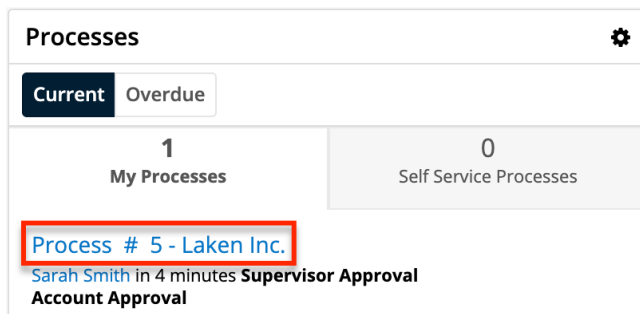 Processes
Current Overdue
1 0
My Processes Self Service Processes
Process # 5 - Laken Inc.
Sarah Smith in 4 minutes Supervisor Approval
Account Approval